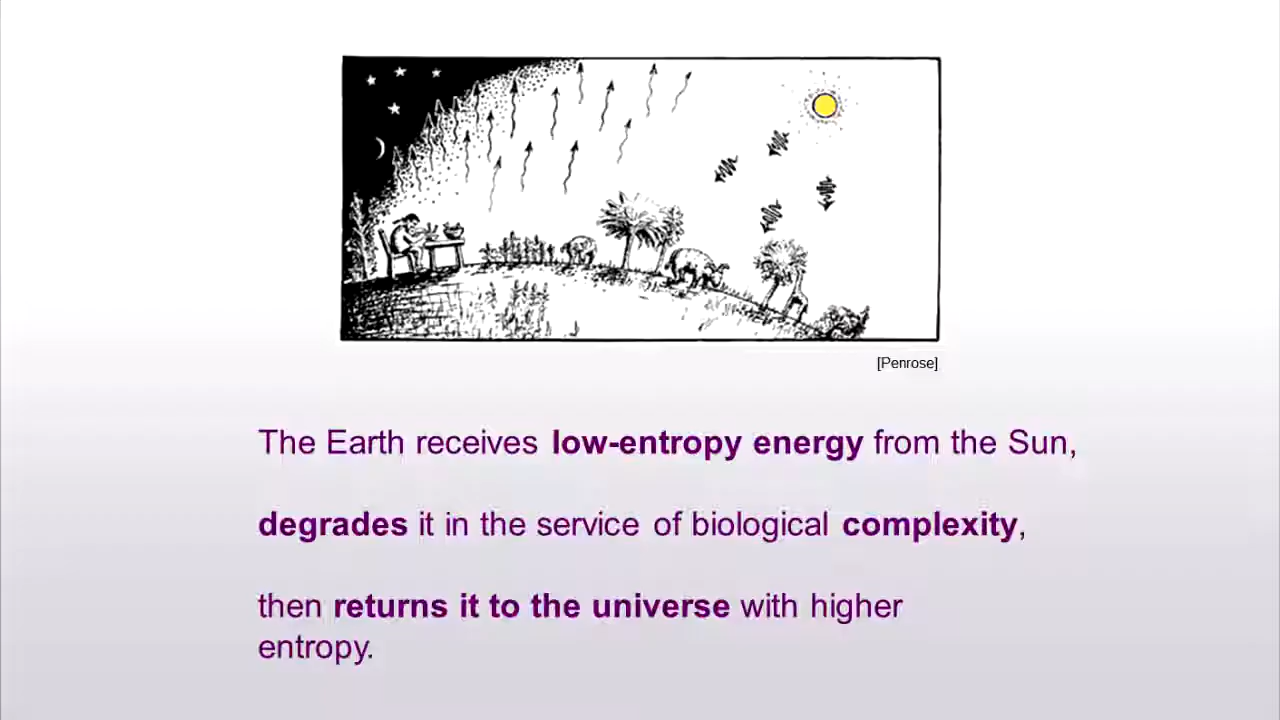 [Penrose]
The Earth receives low-entropy energy from the Sun,
degrades it in the service of biological complexity,
then returns it to the universe with higher
entropy.